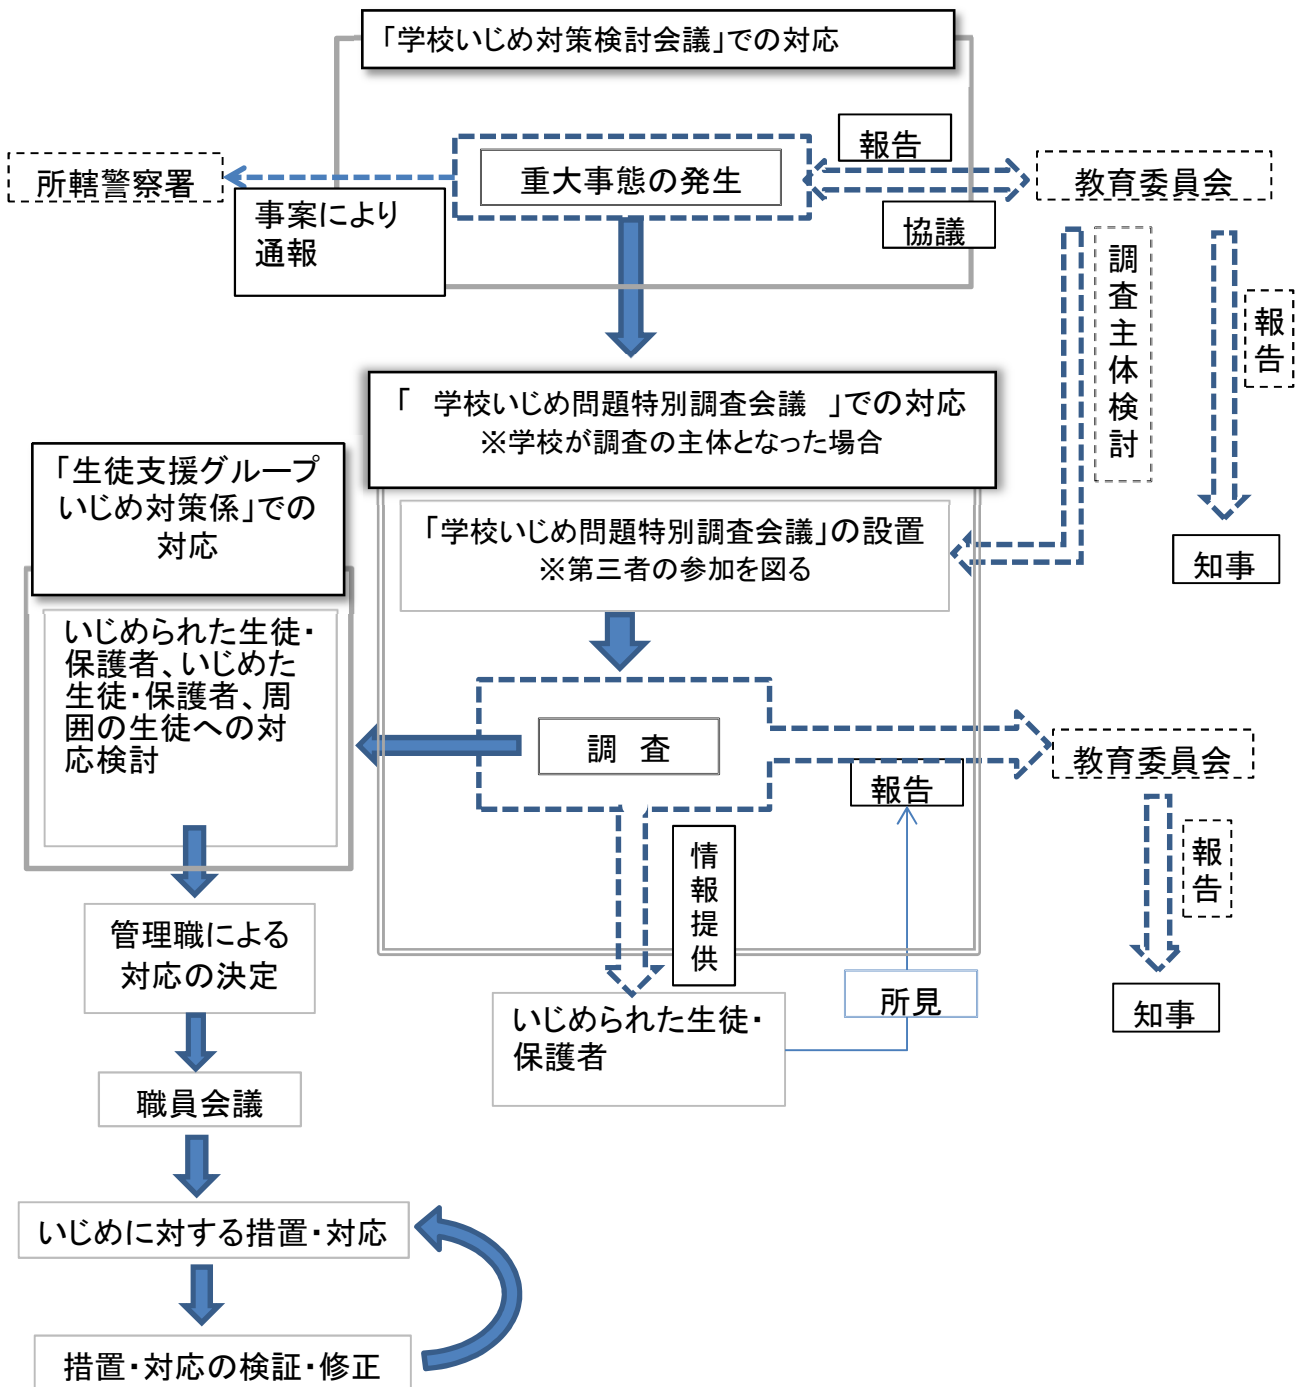 「学校いじめ対策検討会議」での対応
報告
所轄警察署
重大事態の発生
教育委員会
事案により
通報
協議
調査主体検討
報告
「　学校いじめ問題特別調査会議　」での対応
※学校が調査の主体となった場合
「生徒支援グループ
いじめ対策係」での
対応
「学校いじめ問題特別調査会議」の設置
※第三者の参加を図る
知事
いじめられた生徒・
保護者、いじめた
生徒・保護者、周
囲の生徒への対
応検討
調　査
教育委員会
報告
情報提供
報告
管理職による
対応の決定
いじめられた生徒・
保護者
所見
知事
職員会議
いじめに対する措置・対応
措置・対応の検証・修正